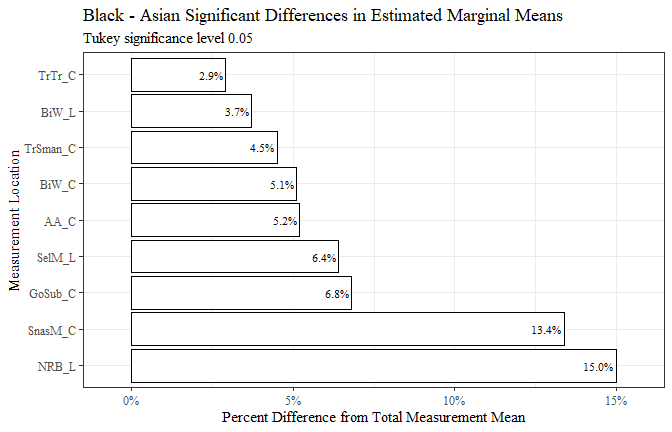 Black - Asian Significant Differences in Estimated Marginal Means
Tukey significance level 0.05
Measurement Location
TrTr_C
2.9%
BiW_L
3.7%
TrSman_C
4.5%
BiW_C
5.1%
AA_C
5.2%
SelM_L
6.4%
GoSub_C
6.8%
SnasM_C
13.4%
NRB_L
15.0%
0%
5%
10%
15%
Percent Difference from Total Measurement Mean